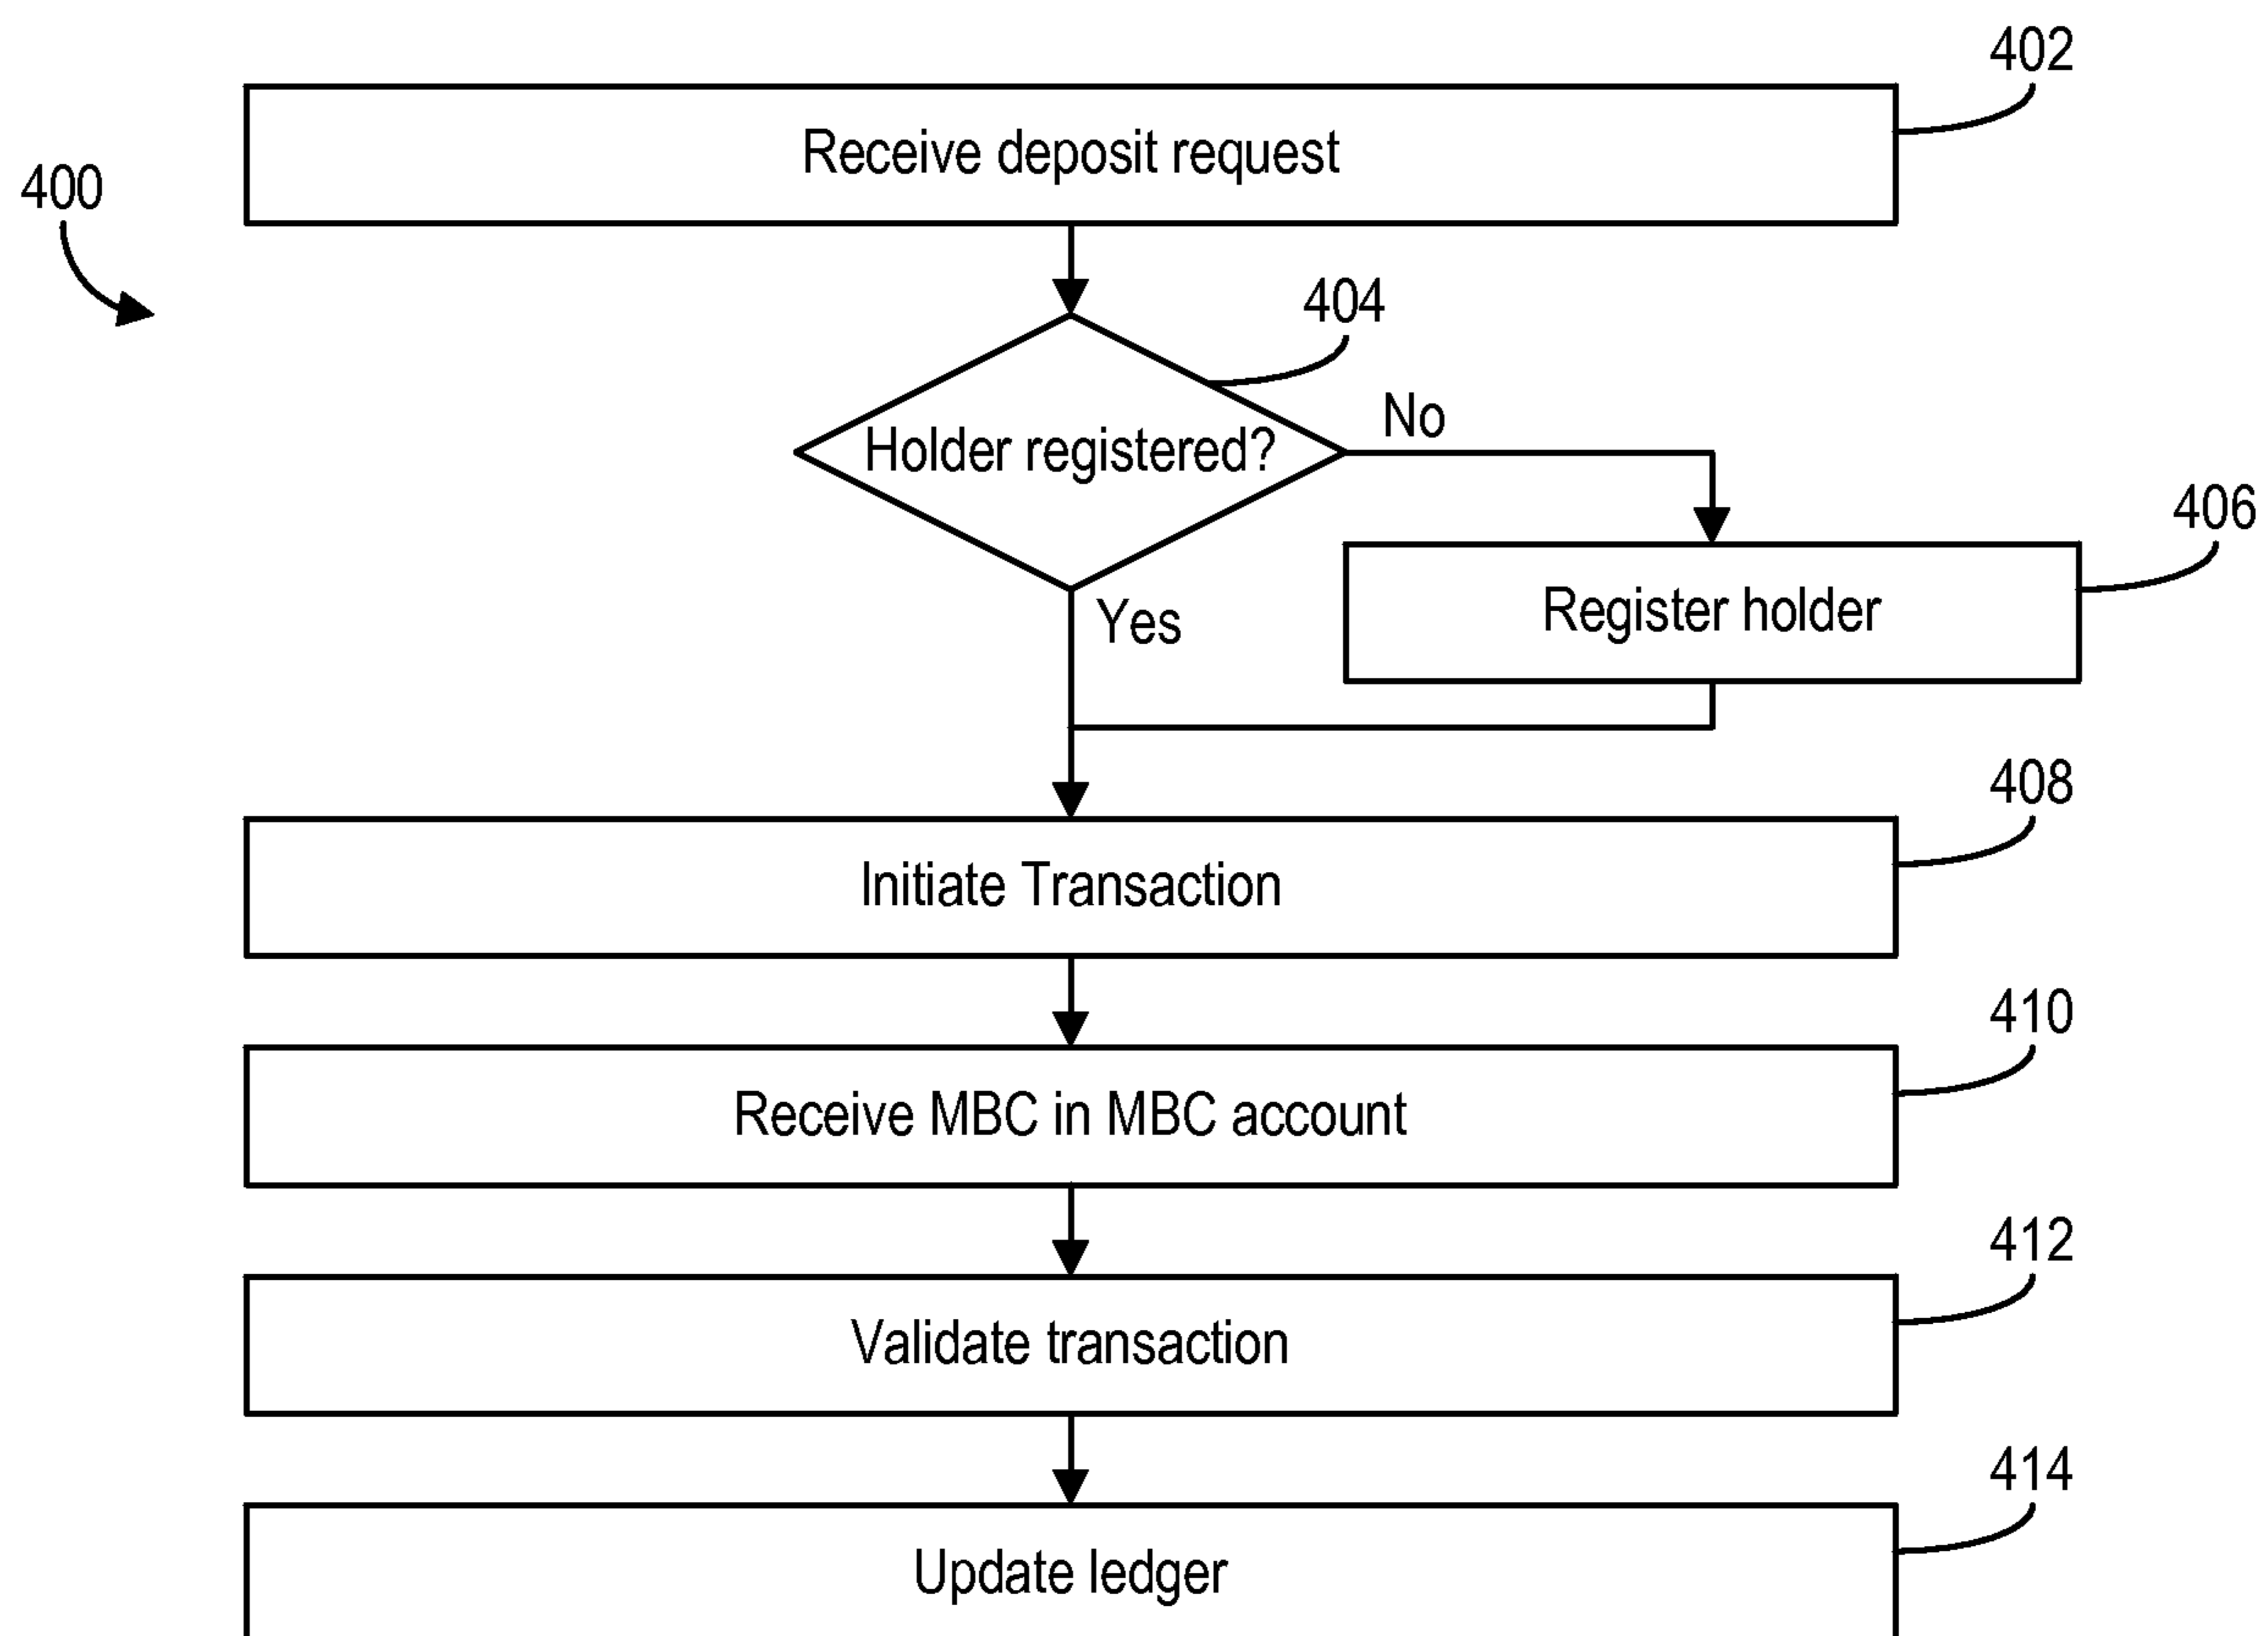 402
Receive deposit request
400
404
Holder registered?
No
406
Register holder
Yes
408
Initiate Transaction
410
Receive MBC in MBC account
412
Validate transaction
414
Update ledger